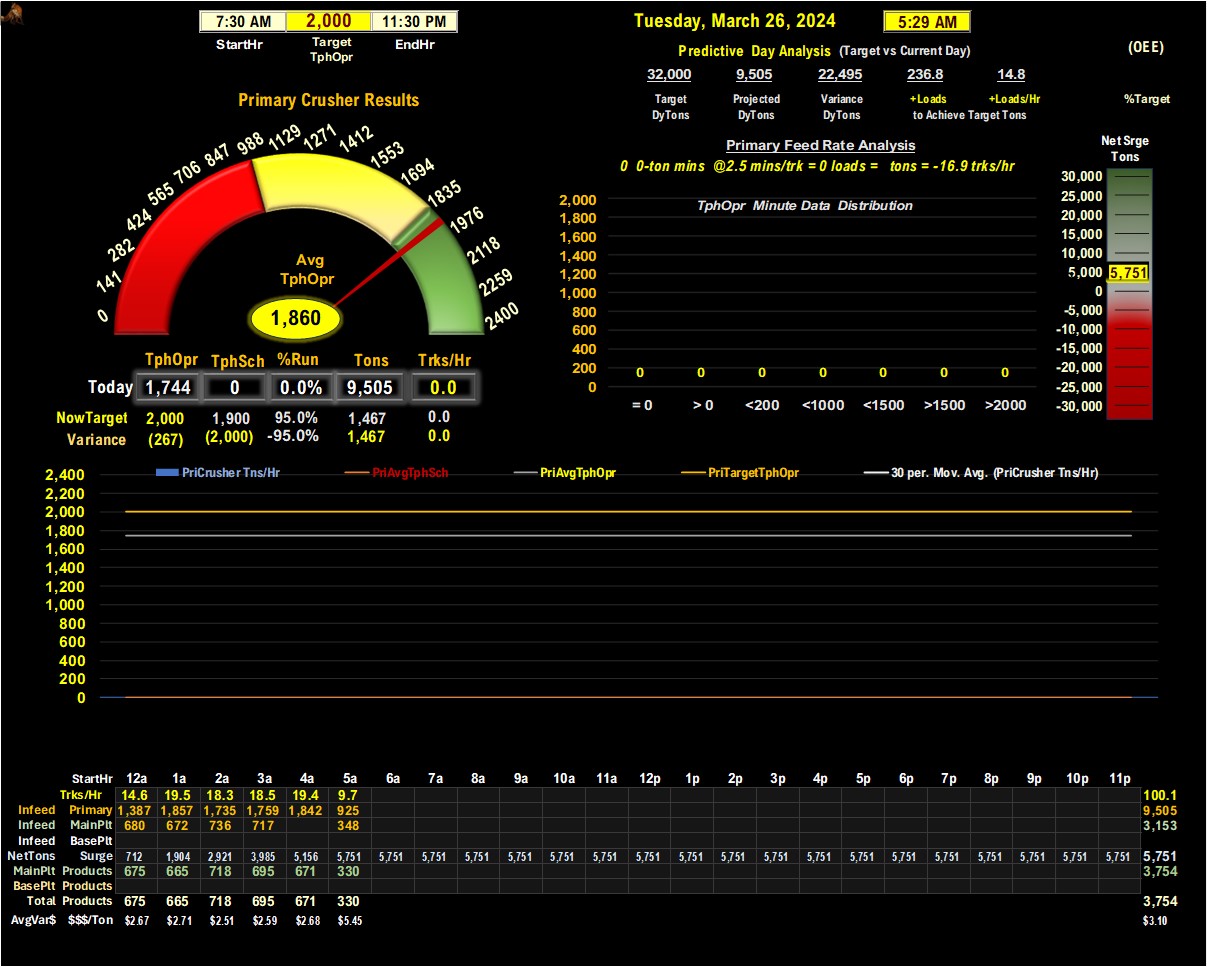 7:30 AM 2,000 11:30 PM
StartHr Target TphOpr EndHr
Tuesday, March 26, 2024 5:29 AM
Predictive Day Analysis (Target vs Current Day)
(OEE)
32,000 9,505 22,495 236.8 14.8
Target Projected Variance +Loads +Loads/Hr
DyTons DyTons DyTons to Achieve Target Tons
%Target
Primary Crusher Results
0 141 282 424 565 706 847 988 1129 1271 1412 1553 1694 1835 1976 2118 2259 2400
Avg
TphOpr
1,860
Primary Feed Rate Analysis
0 0-ton mins @2.5 mins/trk = 0 loads = tons = -16.9 trks/hr
TphOpr Minute Data Distribution
2,000
1,800
1,600
1,400
1,200
1,000
800
600
400
200
0
0 0 0 0 0 0 0
= 0 > 0 <200 <1000 <1500 >1500 >2000
Net Srge
Tons
30,000
25,000
20,000
15,000
10,000
5,000 5,751
0
-5,000
-10,000
-15,000
-20,000
-25,000
-30,000
TphOpr TphSch %Run Tons Trks/Hr
Today 1,744 0 0.0% 9,505 0.0
NowTarget 2,000 1,900 95.0% 1,467 0.0
Variance (267) (2,000) -95.0% 1,467 0.0
PriCrusher Tns/Hr PriAvgTphSch PriAvgTphOpr PriTargetTphOpr 30 per. Mov. Avg. (PriCrusher Tns/Hr)
2,400
2,200
2,000
1,800
1,600
1,400
1,200
1,000
800
600
400
200
0
StartHr 12a 1a 2a 3a 4a 5a 6a 7a 8a 9a 10a 11a 12p 1p 2p 3p 4p 5p 6p 7p 8p 9p 10p 11p
Trks/Hr 14.6 19.5 18.3 18.5 19.4 9.7 100.1
Infeed Primary 1,387 1,857 1,735 1,759 1,842 925 9,505
Infeed MainPlt 680 672 736 717 348 3,153
Infeed BasePlt
NetTons Surge 712 1,904 2,921 3,985 5,156 5,751 5,751 5,751 5,751 5,751 5,751 5,751 5,751 5,751 5,751 5,751 5,751 5,751 5,751 5,751 5,751 5,751 5,751 5,751 5,751
MainPlt Products 675 665 718 695 671 330 3,754
BasePlt Products
Total Products 675 665 718 695 671 330 3,754
AvgVar$ $$$/Ton $2.67 $2.71 $2.51 $2.59 $2.68 $5.45 $3.10